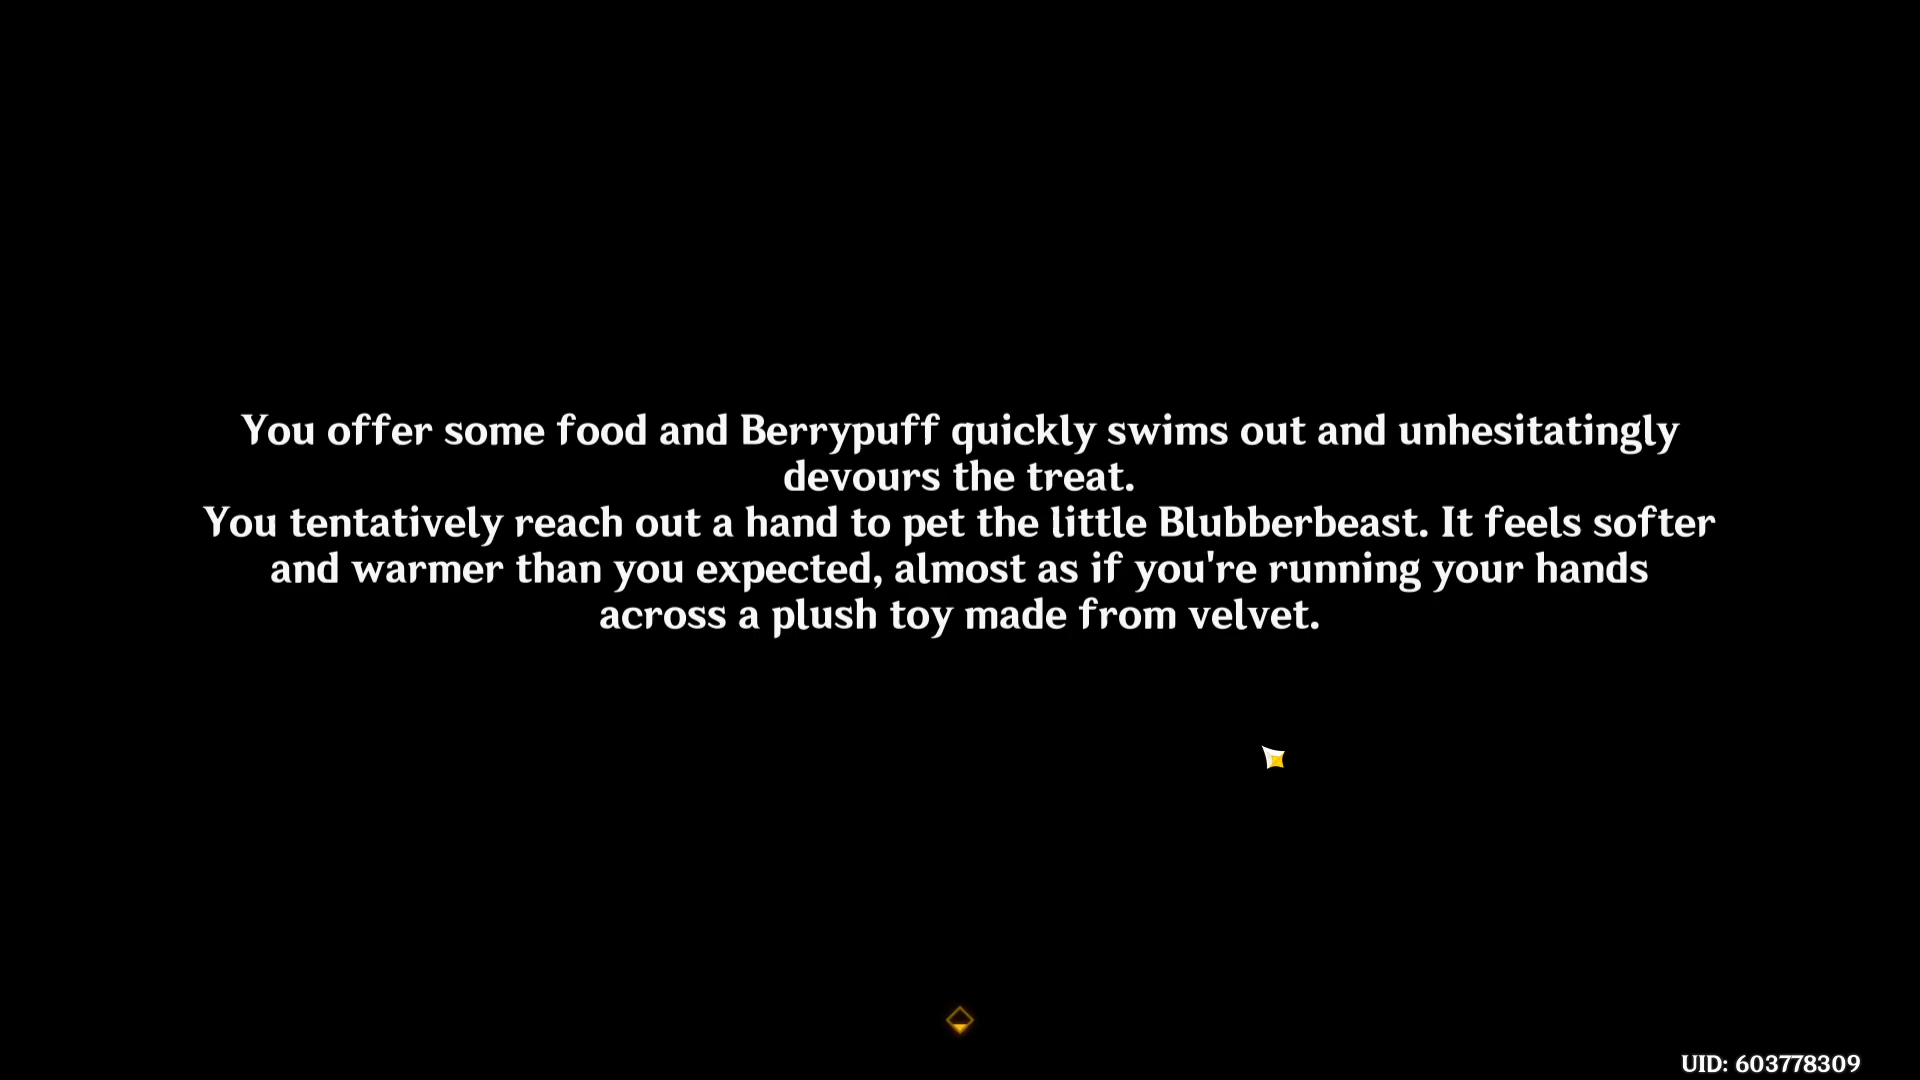 You offer some food and Berrypuff quickly swims out and unhesitatingly
devours the treat.
You tentatively reach out a hand to pet the little Blubberbeast. It feels softer
and warmer than you expected, almost as if you're running your hands
across a plush toy made from velvet.
UID: 603778309